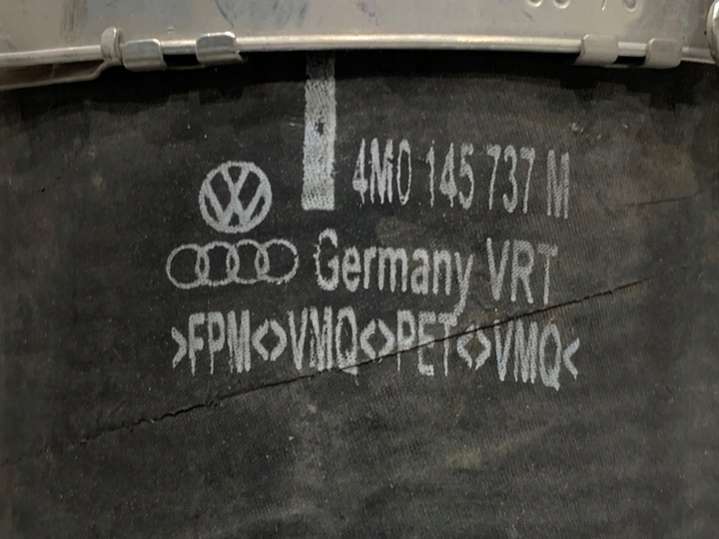 4M0 145 737 M
Germany VRT
>FPM<>VMQ<>PET<>VMQ<